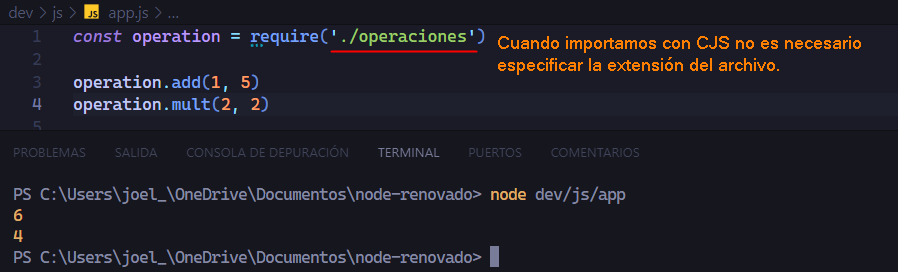 dev > js > JS app.js > ...
1 const operation = require('./operaciones')
Cuando importamos con CJS no es necesario
especificar la extensión del archivo.
2
3 operation.add(1, 5)
4 operation.mult(2, 2)
5
PROBLEMAS SALIDA CONSOLA DE DEPURACIÓN TERMINAL PUERTOS COMENTARIOS
PS C:\Users\joel_\OneDrive\Documentos\node-renovado> node dev/js/app
6
4
PS C:\Users\joel_\OneDrive\Documentos\node-renovado>